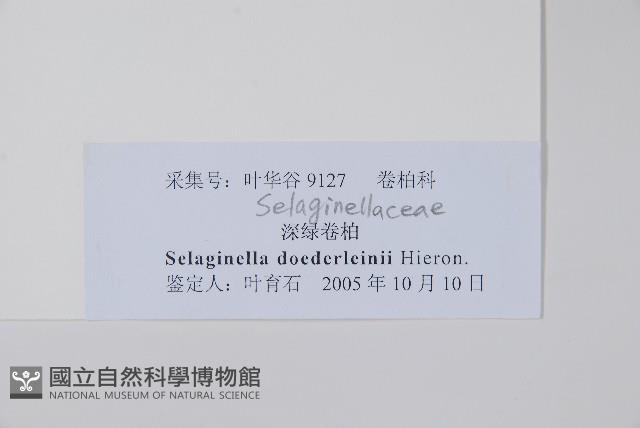 采集号：叶华谷 9127 卷柏科
Selaginellaceae
深绿卷柏
Selaginella doederleinii Hieron.
鉴定人：叶育石 2005 年 10 月 10 日
國立自然科學博物館
NATIONAL MUSEUM OF NATURAL SCIENCE